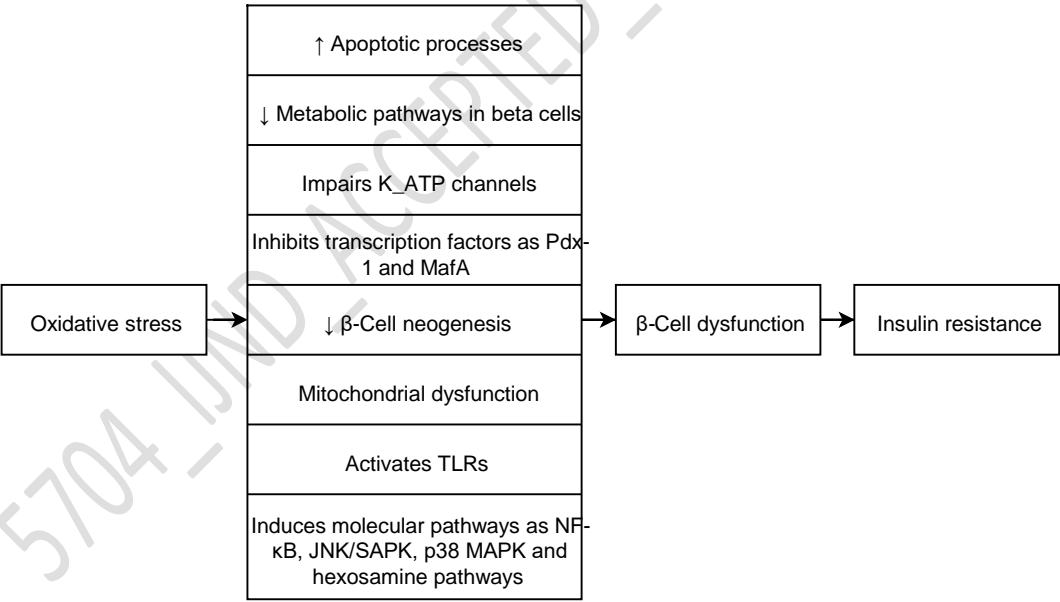 ↑ Apoptotic processes
↓ Metabolic pathways in beta cells
Impairs K_ATP channels
Inhibits transcription factors as Pdx-
1 and MafA
Oxidative stress
↓ β-Cell neogenesis
β-Cell dysfunction
Insulin resistance
Mitochondrial dysfunction
Activates TLRs
Induces molecular pathways as NF-
κB, JNK/SAPK, p38 MAPK and
hexosamine pathways
5704_IJND_ACCEPTED_